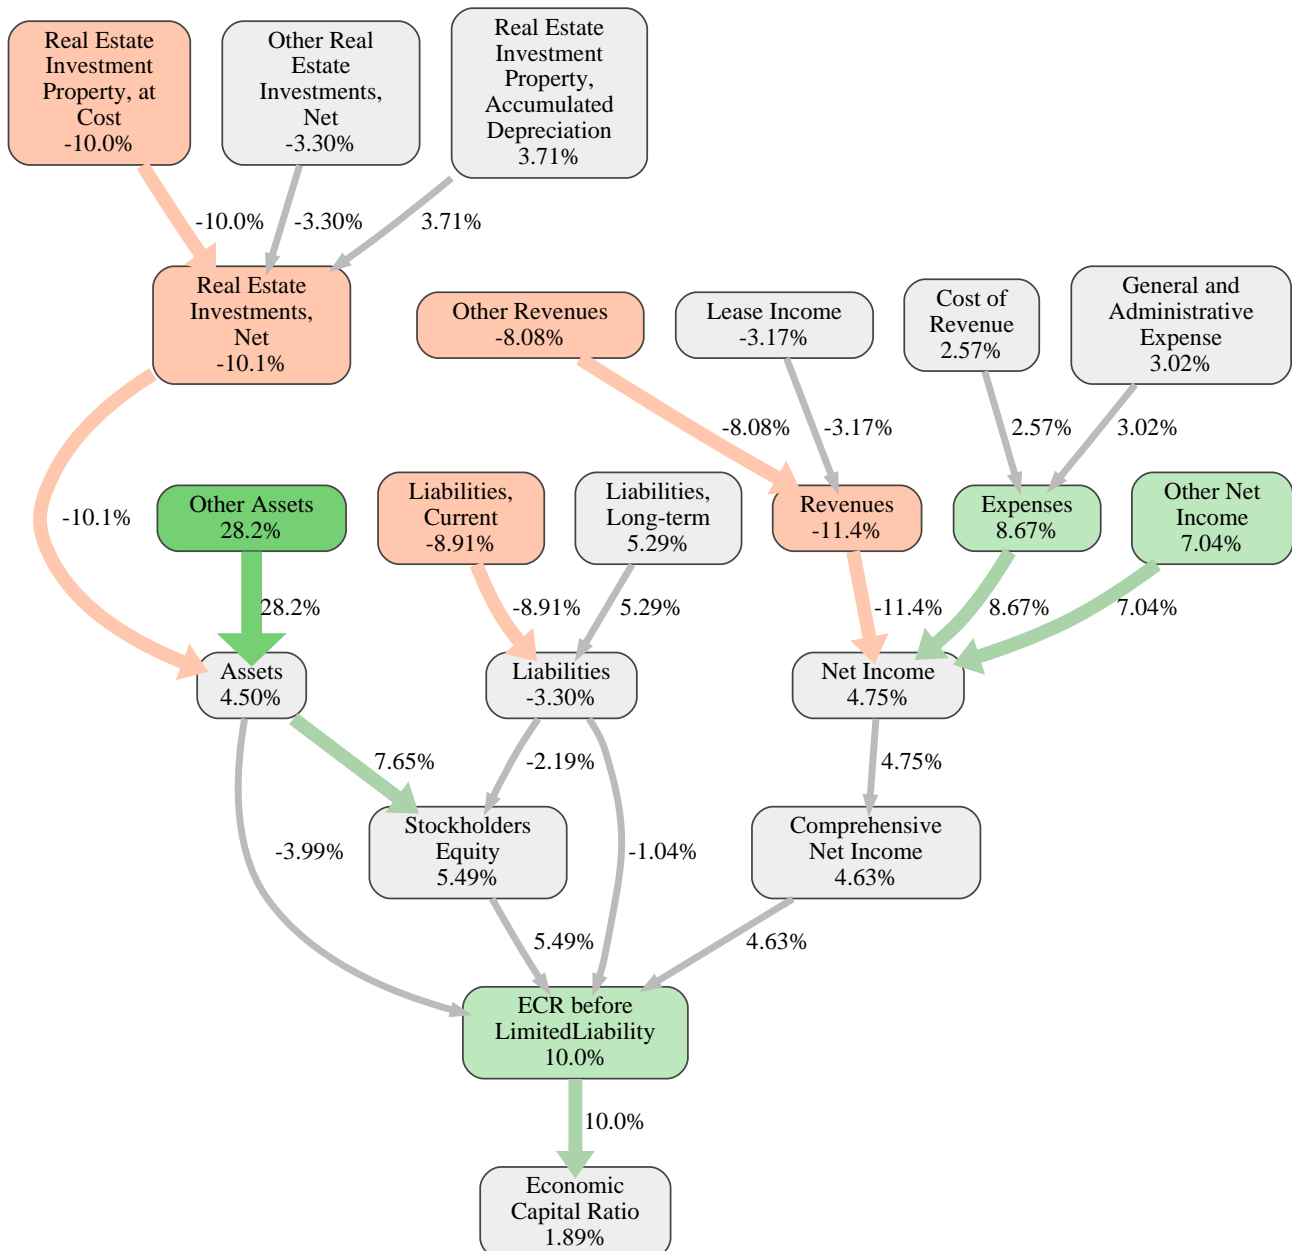 Real Estate
Investment
Property, at
Cost
-10.0%
Other Real
Estate
Investments,
Net
-3.30%
Real Estate
Investment
Property,
Accumulated
Depreciation
3.71%
-10.0%
-3.30%
3.71%
Real Estate
Investments,
Net
-10.1%
Other Revenues
-8.08%
Lease Income
-3.17%
Cost of
Revenue
2.57%
General and
Administrative
Expense
3.02%
-8.08%
-3.17%
2.57%
3.02%
-10.1%
Other Assets
28.2%
Liabilities,
Current
-8.91%
Liabilities,
Long-term
5.29%
Revenues
-11.4%
Expenses
8.67%
Other Net
Income
7.04%
28.2%
-8.91%
5.29%
-11.4%
8.67%
7.04%
Assets
4.50%
Liabilities
-3.30%
Net Income
4.75%
7.65%
-2.19%
4.75%
-3.99%
Stockholders
Equity
5.49%
-1.04%
Comprehensive
Net Income
4.63%
5.49%
4.63%
ECR before
LimitedLiability
10.0%
10.0%
Economic
Capital Ratio
1.89%